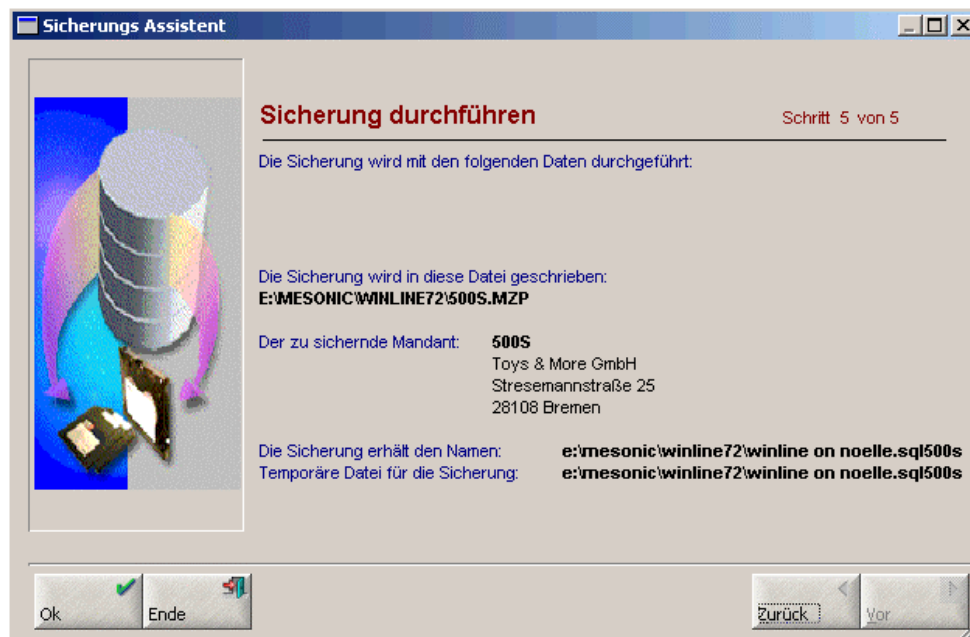 Sicherungs Assistent
Sicherung durchführen
Schritt 5 von 5
Die Sicherung wird mit den folgenden Daten durchgeführt:
Die Sicherung wird in diese Datei geschrieben:
E:\MESONIC\WINLINE72\500S.MZP
Der zu sichernde Mandant: 500S
Toys & More GmbH
Stresemannstraße 25
28108 Bremen
Die Sicherung erhält den Namen: e:\mesonic\winline72\winline on noelle.sql500s
Temporäre Datei für die Sicherung: e:\mesonic\winline72\winline on noelle.sql500s
Ok Ende Zurück Vor